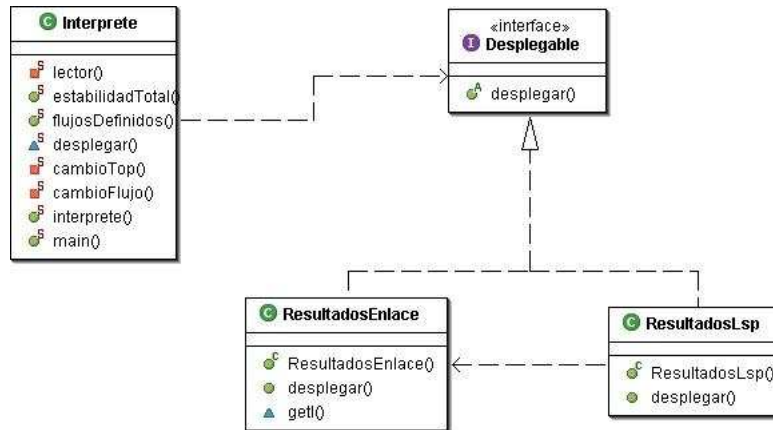 C Interprete
S lector()
S estabilidadTotal()
S flujosDefinidos()
S desplegar()
S cambioTop()
S cambioFlujo()
S interprete()
S main()
«interface»
I Desplegable
A desplegar()
C ResultadosEnlace
C ResultadosEnlace()
desplegar()
getI()
C ResultadosLsp
C ResultadosLsp()
desplegar()